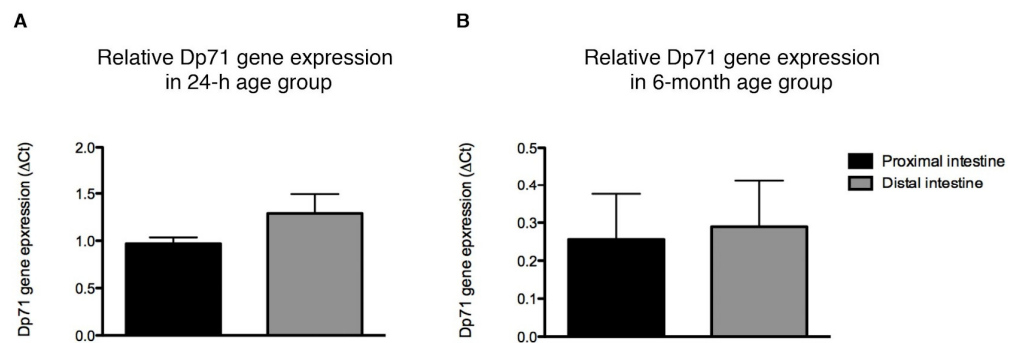 A
Relative Dp71 gene expression
in 24-h age group
Dp71 gene epxression (ΔCt)
2.0
1.5
1.0
0.5
0.0
B
Relative Dp71 gene expression
in 6-month age group
Dp71 gene expression (ΔCt)
0.5
0.4
0.3
0.2
0.1
0.0
Proximal intestine
Distal intestine